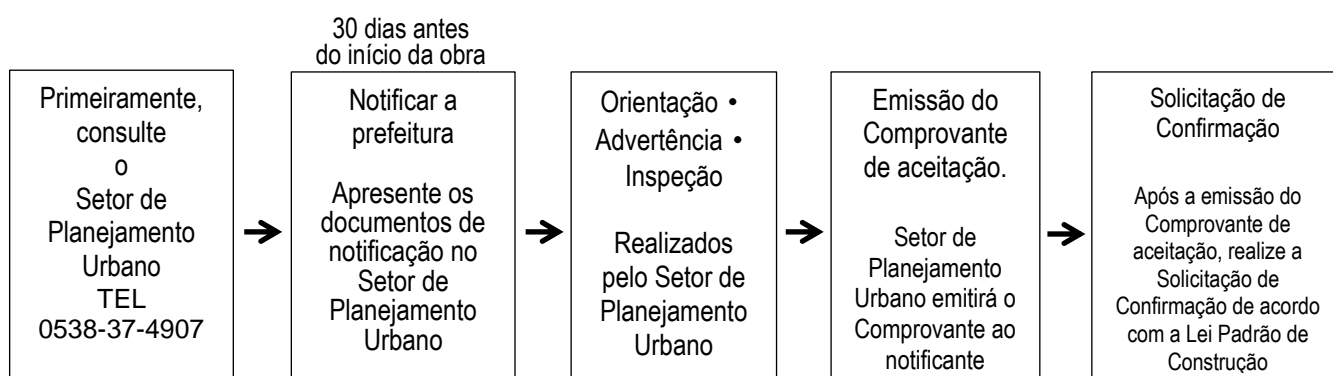 Primeiramente,
consulte
o
Setor de
Planejamento
Urbano
TEL
0538-37-4907
30 dias antes
do início da obra
Notificar a
prefeitura
Apresente os
documentos de
notificação no
Setor de
Planejamento
Urbano
Orientação •
Advertência •
Inspeção
Realizados
pelo Setor de
Planejamento
Urbano
Emissão do
Comprovante
de aceitação.
Setor de
Planejamento
Urbano emitirá o
Comprovante ao
notificante
Solicitação de
Confirmação
Após a emissão do
Comprovante de
aceitação, realize a
Solicitação de
Confirmação de acordo
com a Lei Padrão de
Construção